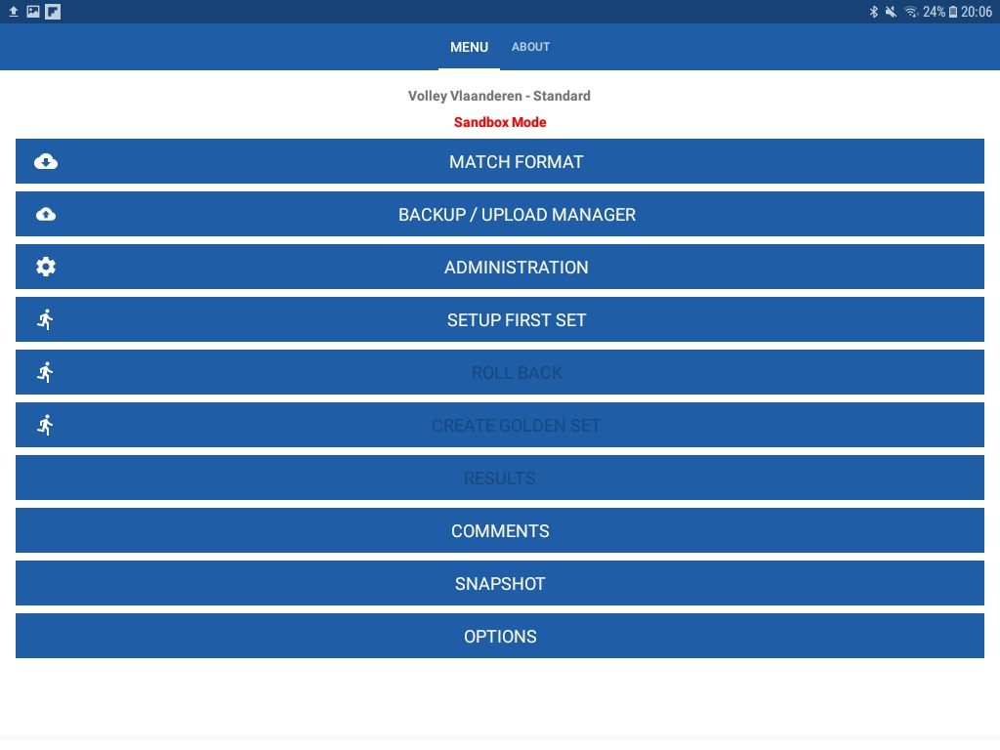 24% 20:06
MENU ABOUT
Volley Vlaanderen - Standard
Sandbox Mode
MATCH FORMAT
BACKUP / UPLOAD MANAGER
ADMINISTRATION
SETUP FIRST SET
ROLL BACK
CREATE GOLDEN SET
RESULTS
COMMENTS
SNAPSHOT
OPTIONS